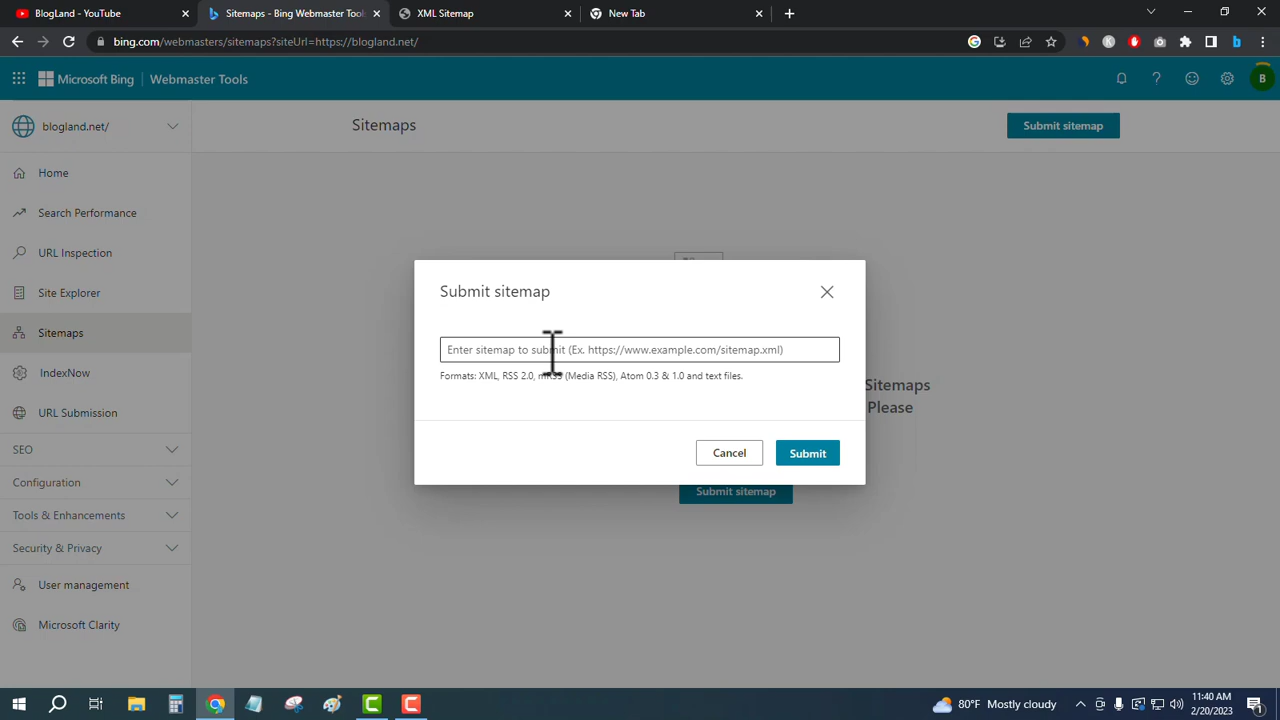 BlogLand - YouTube
Sitemaps - Bing Webmaster Tools
XML Sitemap
New Tab
bing.com/webmasters/sitemaps?siteUrl=https://blogland.net/
Microsoft Bing
Webmaster Tools
B
blogland.net/
Sitemaps
Submit sitemap
Home
Search Performance
URL Inspection
Site Explorer
Sitemaps
IndexNow
URL Submission
SEO
Configuration
Tools & Enhancements
Security & Privacy
User management
Microsoft Clarity
Submit sitemap
Enter sitemap to submit (Ex. https://www.example.com/sitemap.xml)
Formats: XML, RSS 2.0, mRSS (Media RSS), Atom 0.3 & 1.0 and text files.
Cancel
Submit
Sitemaps
Please
Submit sitemap
80°F Mostly cloudy
11:40 AM
2/20/2023